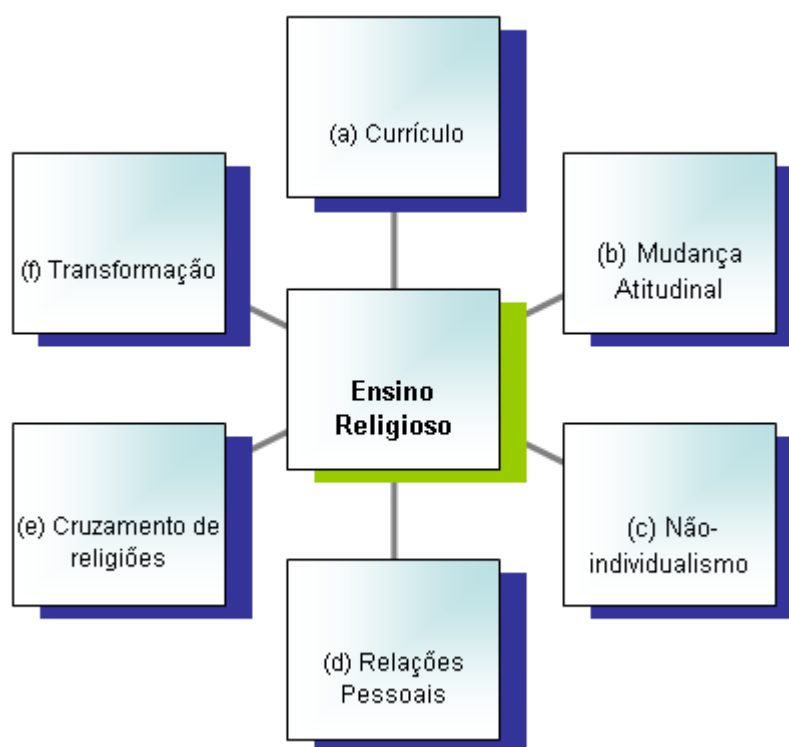 (a) Currículo
(b) Mudança
Atitudinal
(c) Não-
individualismo
(d) Relações
Pessoais
(e) Cruzamento de
religiões
(f) Transformação
Ensino
Religioso